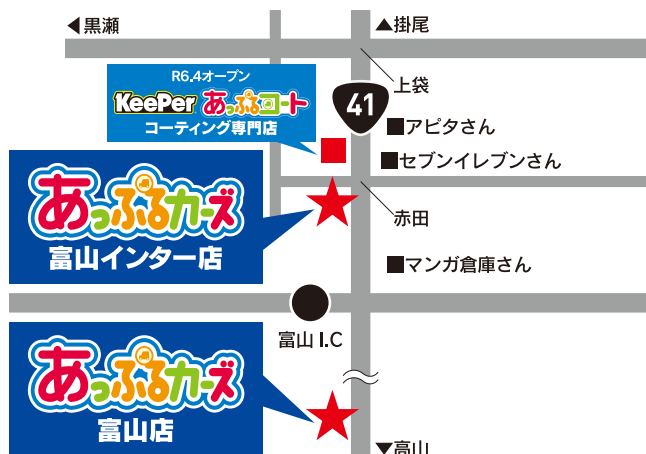 ◀黒瀬
▲掛尾
R6.4オープン
KeePer あっぷるコート
コーティング専門店
上袋
41
■アピタさん
■セブンイレブンさん
あっぷるカーズ
富山インター店
赤田
■マンガ倉庫さん
富山 I.C
あっぷるカーズ
富山店
▼高山